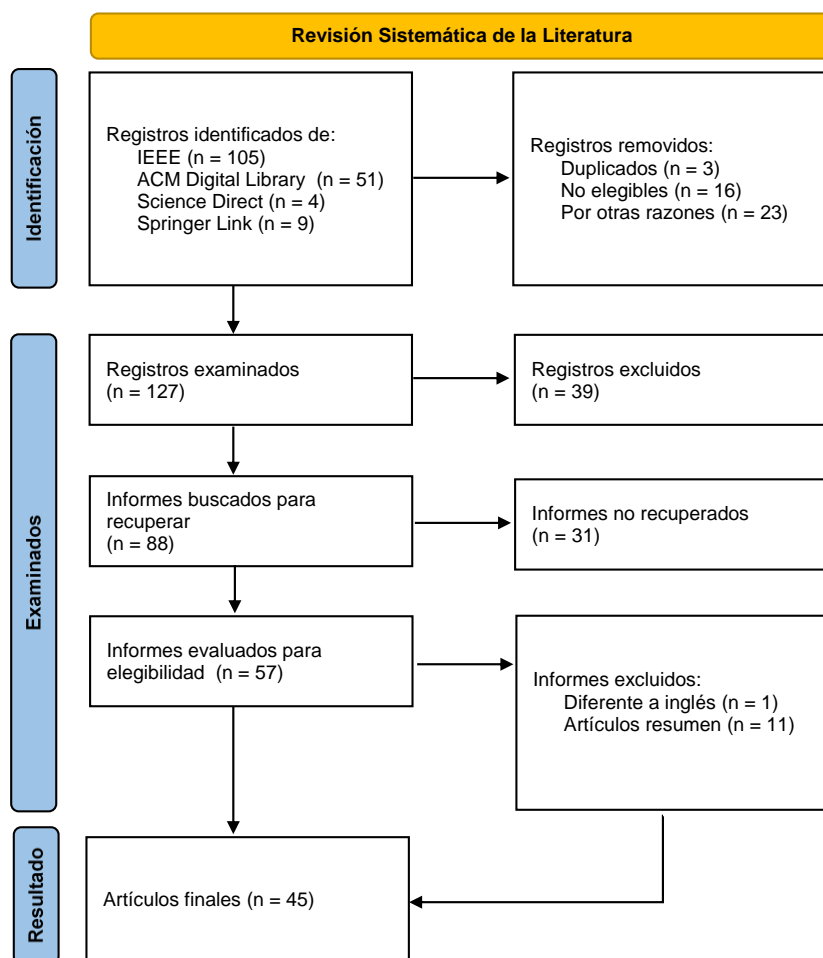 Revisión Sistemática de la Literatura
Identificación
Registros identificados de:
IEEE (n = 105)
ACM Digital Library (n = 51)
Science Direct (n = 4)
Springer Link (n = 9)
Registros removidos:
Duplicados (n = 3)
No elegibles (n = 16)
Por otras razones (n = 23)
Examinados
Registros examinados
(n = 127)
Registros excluidos
(n = 39)
Informes buscados para
recuperar
(n = 88)
Informes no recuperados
(n = 31)
Informes evaluados para
elegibilidad (n = 57)
Informes excluidos:
Diferente a inglés (n = 1)
Artículos resumen (n = 11)
Resultado
Artículos finales (n = 45)